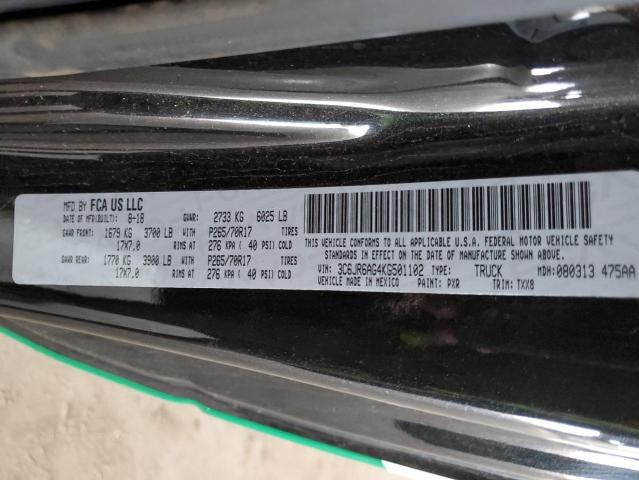 MFD BY FCA US LLC
DATE OF MFR(BUILT): 8-18 GVWR: 2733 KG 6025 LB
GAWR FRONT: 1679 KG 3700 LB WITH P265/70R17 TIRES
17X7.0 RIMS AT 276 KPA ( 40 PSI) COLD
GAWR REAR: 1770 KG 3900 LB WITH P265/70R17 TIRES
17X7.0 RIMS AT 276 KPA ( 40 PSI) COLD
THIS VEHICLE CONFORMS TO ALL APPLICABLE U.S.A. FEDERAL MOTOR VEHICLE SAFETY
STANDARDS IN EFFECT ON THE DATE OF MANUFACTURE SHOWN ABOVE
VIN: 3C6JR6AG4KG501102 TYPE: TRUCK MDH:080313 475AA
VEHICLE MADE IN MEXICO PAINT: PXR TRIM: TXX8